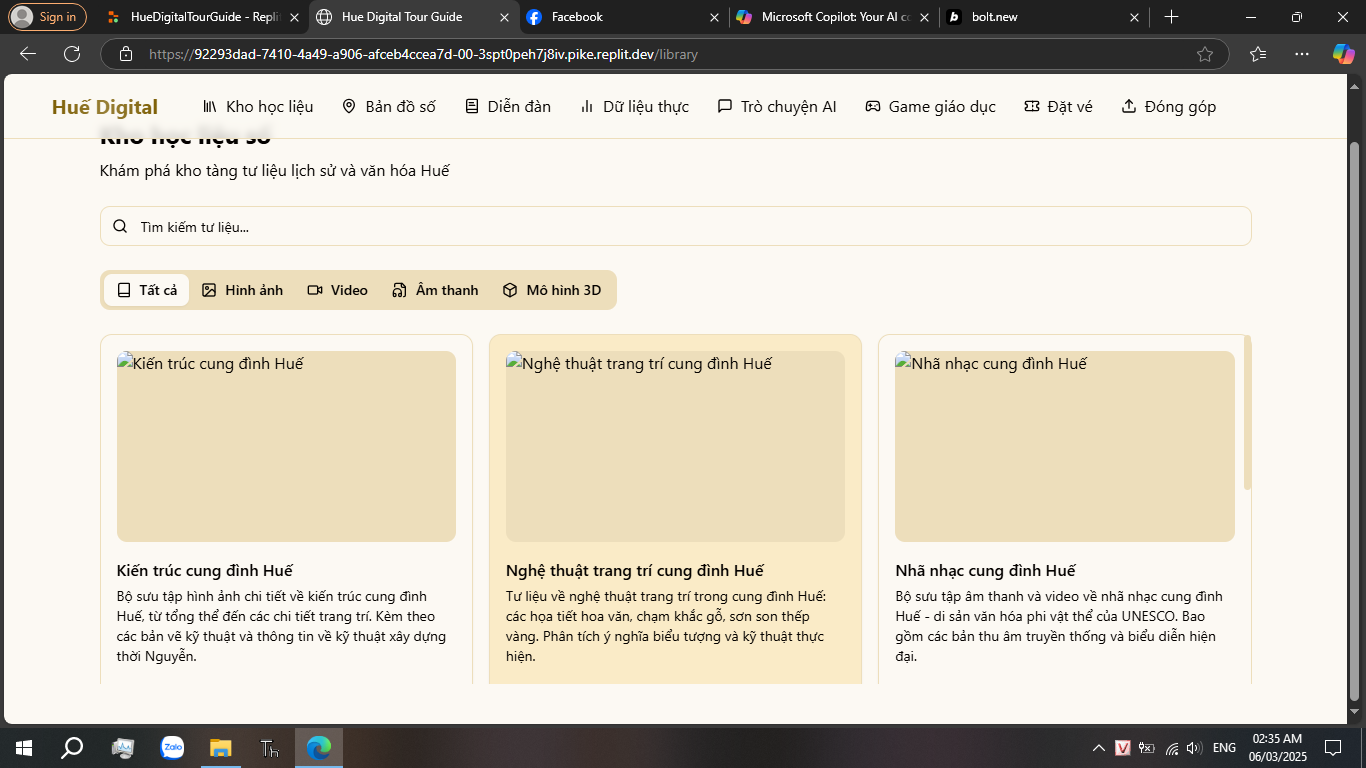 Sign in
HueDigitalTourGuide - Repli
Hue Digital Tour Guide
Facebook
Microsoft Copilot: Your AI co
bolt.new
https://92293dad-7410-4a49-a906-afceb4ccea7d-00-3spt0peh7j8iv.pike.replit.dev/library
Huế Digital
Kho học liệu
Bản đồ số
Diễn đàn
Dữ liệu thực
Trò chuyện AI
Game giáo dục
Đặt vé
Đóng góp
Kho học liệu số
Khám phá kho tàng tư liệu lịch sử và văn hóa Huế
Tìm kiếm tư liệu...
Tất cả
Hình ảnh
Video
Âm thanh
Mô hình 3D
Kiến trúc cung đình Huế
Kiến trúc cung đình Huế
Bộ sưu tập hình ảnh chi tiết về kiến trúc cung đình
Huế, từ tổng thể đến các chi tiết trang trí. Kèm theo
các bản vẽ kỹ thuật và thông tin về kỹ thuật xây dựng
thời Nguyễn.
Nghệ thuật trang trí cung đình Huế
Nghệ thuật trang trí cung đình Huế
Tư liệu về nghệ thuật trang trí trong cung đình Huế:
các họa tiết hoa văn, chạm khắc gỗ, sơn son thếp
vàng. Phân tích ý nghĩa biểu tượng và kỹ thuật thực
hiện.
Nhã nhạc cung đình Huế
Nhã nhạc cung đình Huế
Bộ sưu tập âm thanh và video về nhã nhạc cung đình
Huế - di sản văn hóa phi vật thể của UNESCO. Bao
gồm các bản thu âm truyền thống và biểu diễn hiện
đại.
Zalo
Th
V
ENG
02:35 AM
06/03/2025